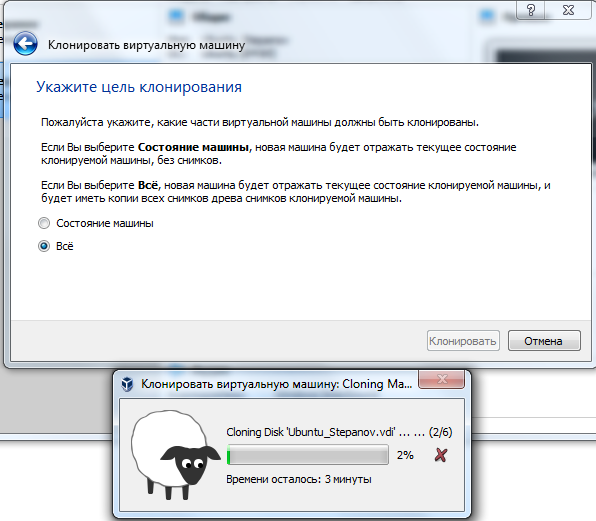 Клонировать виртуальную машину
Укажите цель клонирования
Пожалуйста укажите, какие части виртуальной машины должны быть клонированы.
Если Вы выберите Состояние машины, новая машина будет отражать текущее состояние
клонируемой машины, без снимков.
Если Вы выберите Всё, новая машина будет отражать текущее состояние клонируемой машины, и
будет иметь копии всех снимков древа снимков клонируемой машины.
Состояние машины
Всё
Клонировать Отмена
Клонировать виртуальную машину: Cloning Ma...
Cloning Disk 'Ubuntu_Stepanov.vdi' ... ... (2/6)
2%
Времени осталось: 3 минуты